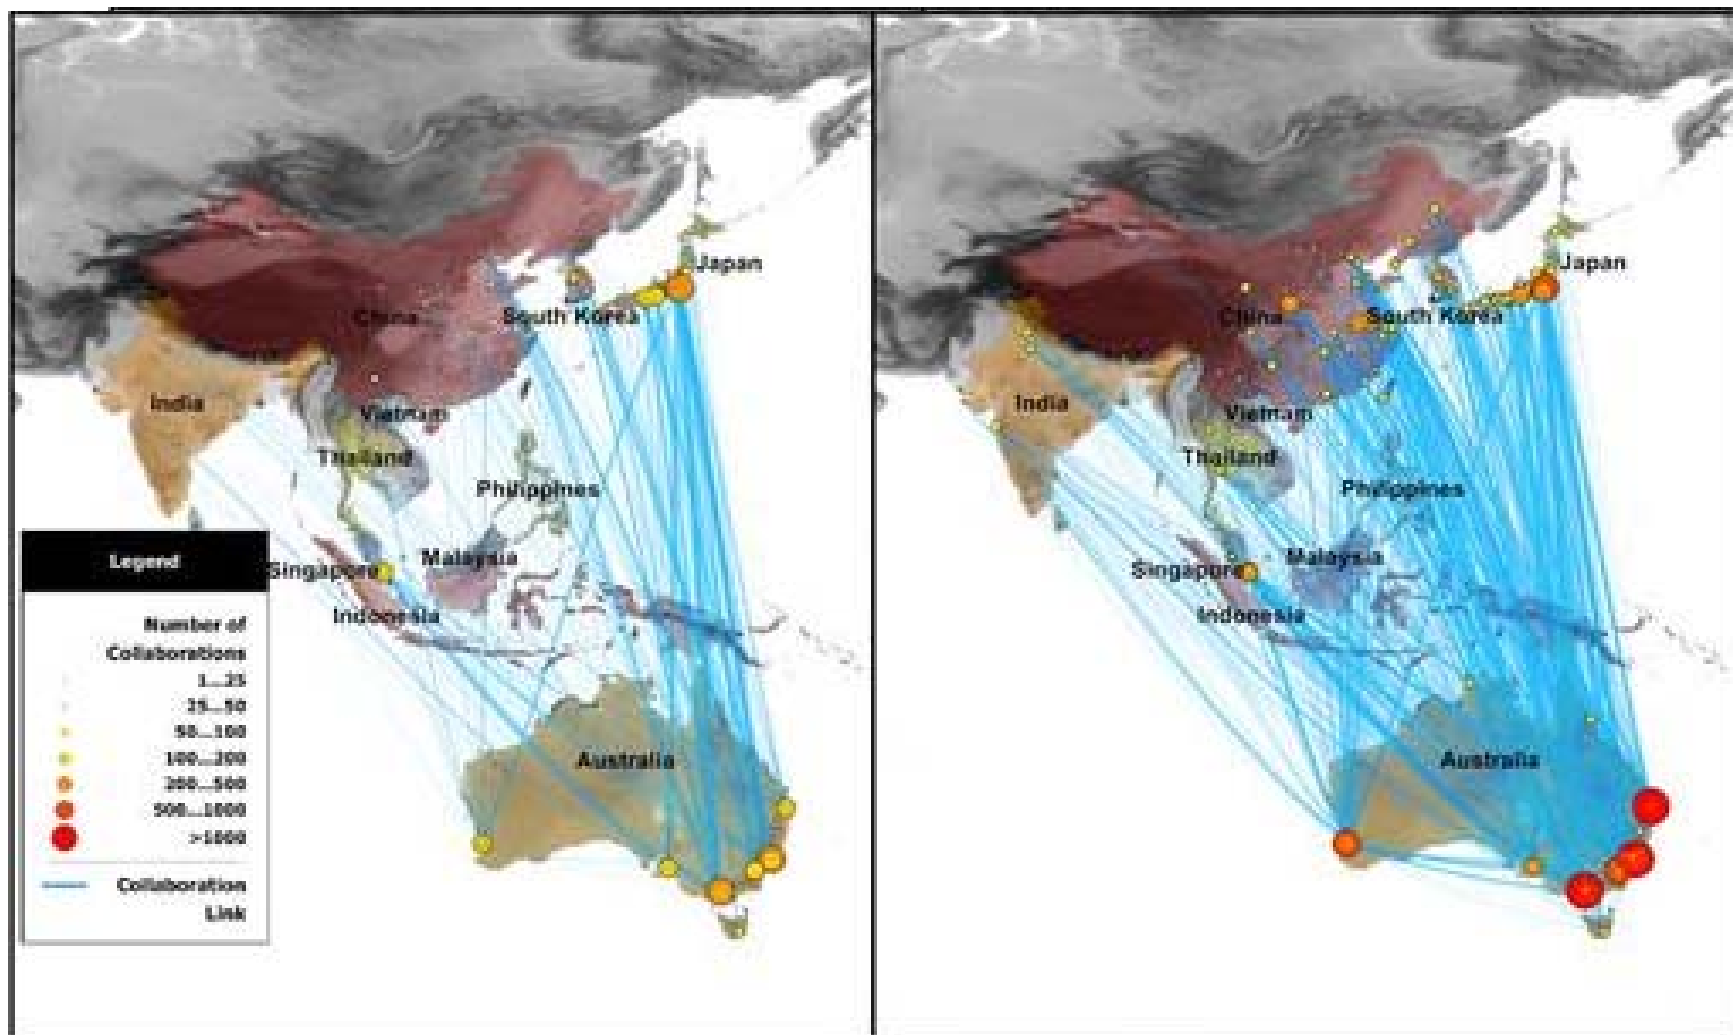 Japan
China
South Korea
India
Vietnam
Thailand
Philippines
Malaysia
Singapore
Indonesia
Australia
Legend
Number of
Collaborations
1...25
25...50
50...100
100...200
200...500
500...1000
>1000
Collaboration
Link
Japan
China
South Korea
India
Vietnam
Thailand
Philippines
Malaysia
Singapore
Indonesia
Australia